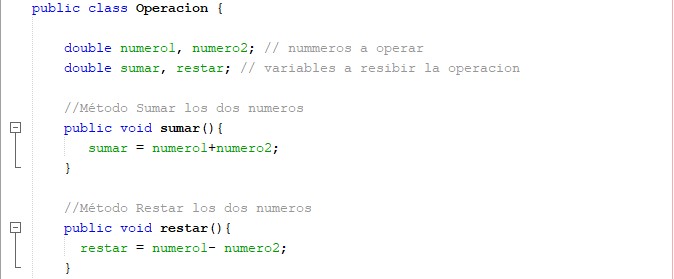 public class Operacion {
double numero1, numero2; // nummeros a operar
double sumar, restar; // variables a resibir la operacion
//Método Sumar los dos numeros
public void sumar(){
sumar = numero1+numero2;
}
//Método Restar los dos numeros
public void restar(){
restar = numero1- numero2;
}